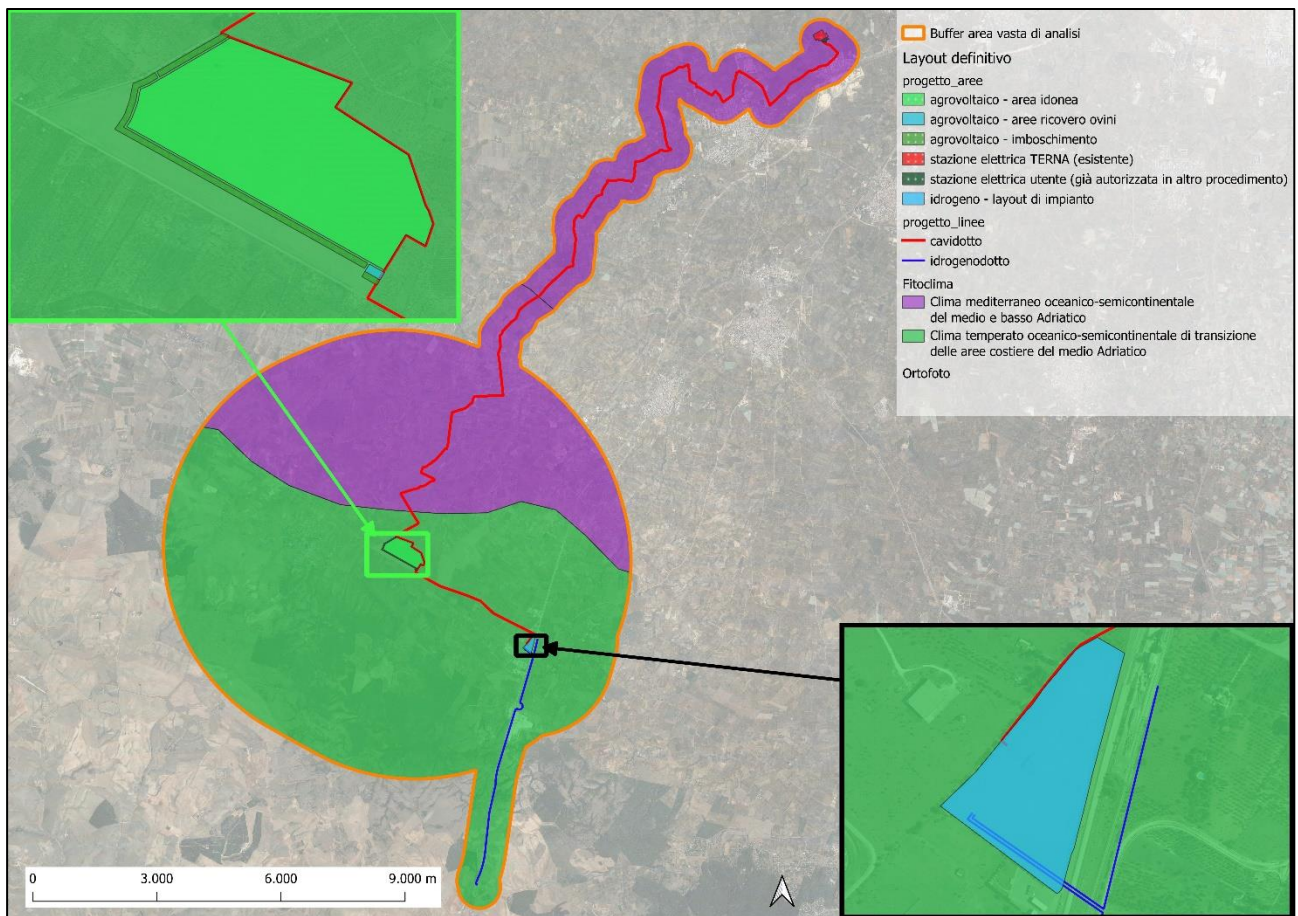 Buffer area vasta di analisi
Layout definitivo
progetto_aree
agrovoltaico - area idonea
agrovoltaico - aree ricovero ovini
agrovoltaico - imboschimento
stazione elettrica TERNA (esistente)
stazione elettrica utente (già autorizzata in altro procedimento)
idrogeno - layout di impianto
progetto_linee
cavidotto
idrogenodotto
Fitoclima
Clima mediterraneo oceanico-semicontinentale
del medio e basso Adriatico
Clima temperato oceanico-semicontinentale di transizione
delle aree costiere del medio Adriatico
Ortofoto
0 3.000 6.000 9.000 m